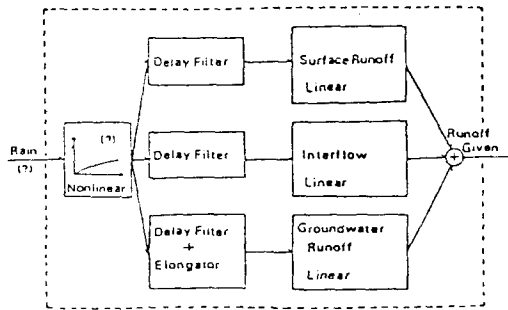 Delay Filter
Surface Runoff
Linear
Rain
(?)
(?)
Nonlinear
Delay Filter
Interflow
Linear
Runoff
Given
+
Delay Filter
+
Elongator
Groundwater
Runoff
Linear